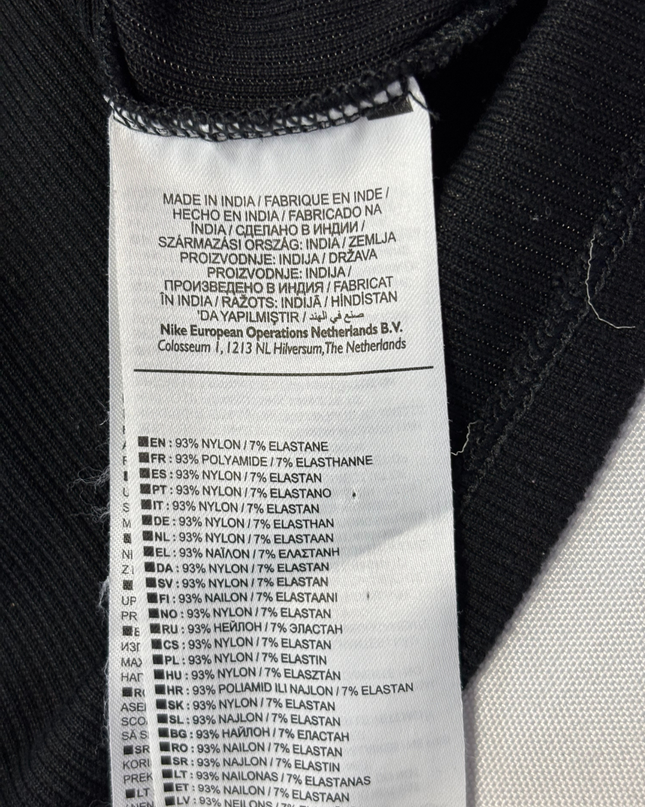 MADE IN INDIA / FABRIQUE EN INDE /
HECHO EN INDIA / FABRICADO NA
ÍNDIA / СДЕЛАНО В ИНДИИ /
SZÁRMAZÁSI ORSZÁG: INDIA / ZEMLJA
PROIZVODNJE: INDIJA / DRŽAVA
PROIZVODNJE: INDIJA /
ПРОИЗВЕДЕНО В ИНДИЯ / FABRICAT
ÎN INDIA / RAŽOTS: INDIJĀ / HİNDİSTAN
'DA YAPILMIŞTIR / صنع في الهند
Nike European Operations Netherlands B.V.
Colosseum 1, 1213 NL Hilversum, The Netherlands
EN : 93% NYLON / 7% ELASTANE
FR : 93% POLYAMIDE / 7% ELASTHANNE
ES : 93% NYLON / 7% ELASTAN
PT : 93% NYLON / 7% ELASTANO
IT : 93% NYLON / 7% ELASTAN
DE : 93% NYLON / 7% ELASTHAN
NL : 93% NYLON / 7% ELASTAAN
EL : 93% ΝΑΪΛΟΝ / 7% ΕΛΑΣΤΑΝΗ
DA : 93% NYLON / 7% ELASTAN
SV : 93% NYLON / 7% ELASTAN
FI : 93% NAILON / 7% ELASTAANI
NO : 93% NYLON / 7% ELASTAN
RU : 93% НЕЙЛОН / 7% ЭЛАСТАН
CS : 93% NYLON / 7% ELASTAN
PL : 93% NYLON / 7% ELASTIN
HU : 93% NYLON / 7% ELASZTÁN
HR : 93% POLIAMID ILI NAJLON / 7% ELASTAN
SK : 93% NYLON / 7% ELASTAN
SL : 93% NAJLON / 7% ELASTAN
BG : 93% НАЙЛОН / 7% ЕЛАСТАН
RO : 93% NAILON / 7% ELASTAN
SR : 93% NAJLON / 7% ELASTIN
LT : 93% NAILONAS / 7% ELASTANAS
ET : 93% NAILON / 7% ELASTAAN
LV : 93% NEILONS / 7%